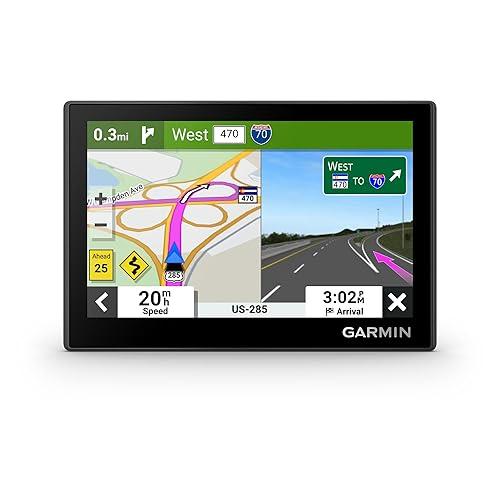 0.3mi West 470 70
WEST
470 TO 70
W Hampden Ave
470
+
−
Ahead
25
285
20 mh
Speed
US-285
3:02 PM
Arrival
GARMIN